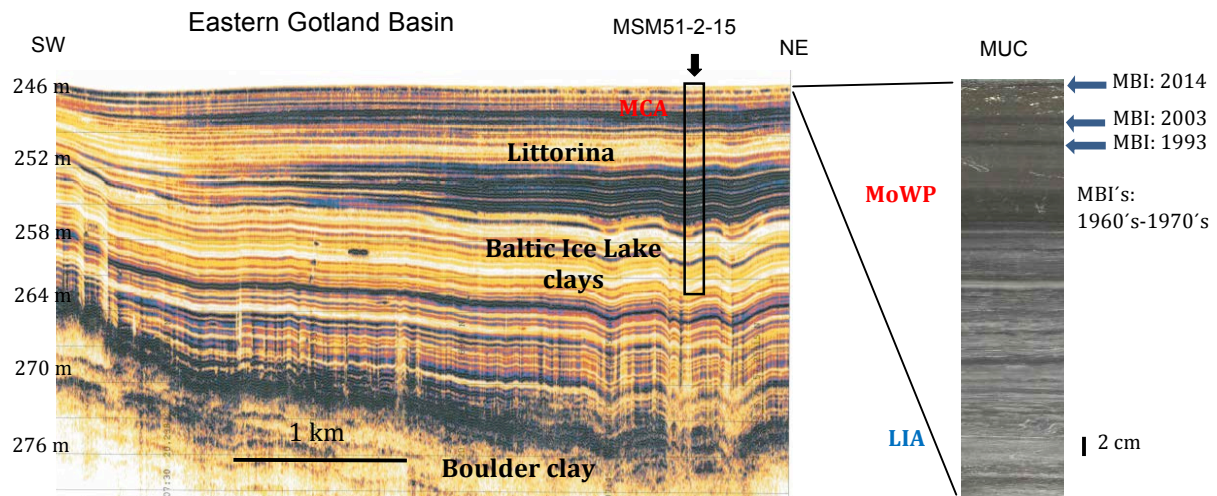 Eastern Gotland Basin
MSM51-2-15
SW
NE
MUC
246 m
252 m
258 m
264 m
270 m
276 m
MCA
Littorina
Baltic Ice Lake
clays
1 km
Boulder clay
MoWP
LIA
MBI: 2014
MBI: 2003
MBI: 1993
MBI´s:
1960´s-1970´s
2 cm